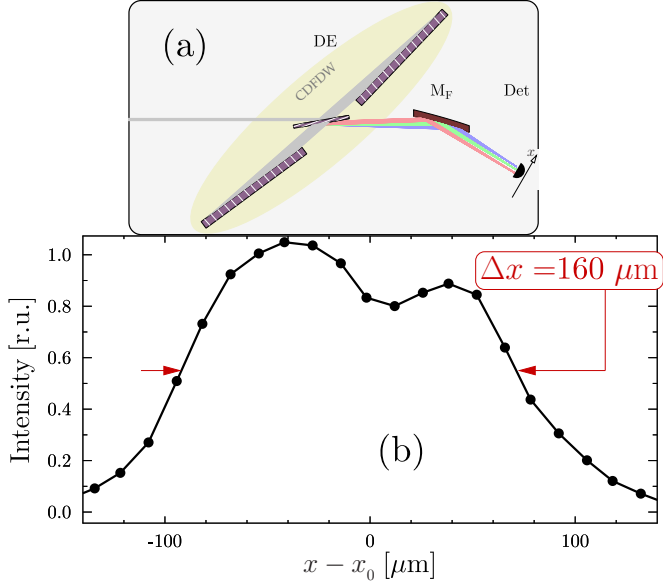 (a)
DE
CDFDW
M_F
Det
x
Δx =160 μm
Intensity [r.u.]
1.0
0.8
0.6
0.4
0.2
0.0
(b)
-100 0 100
x − x₀ [μm]